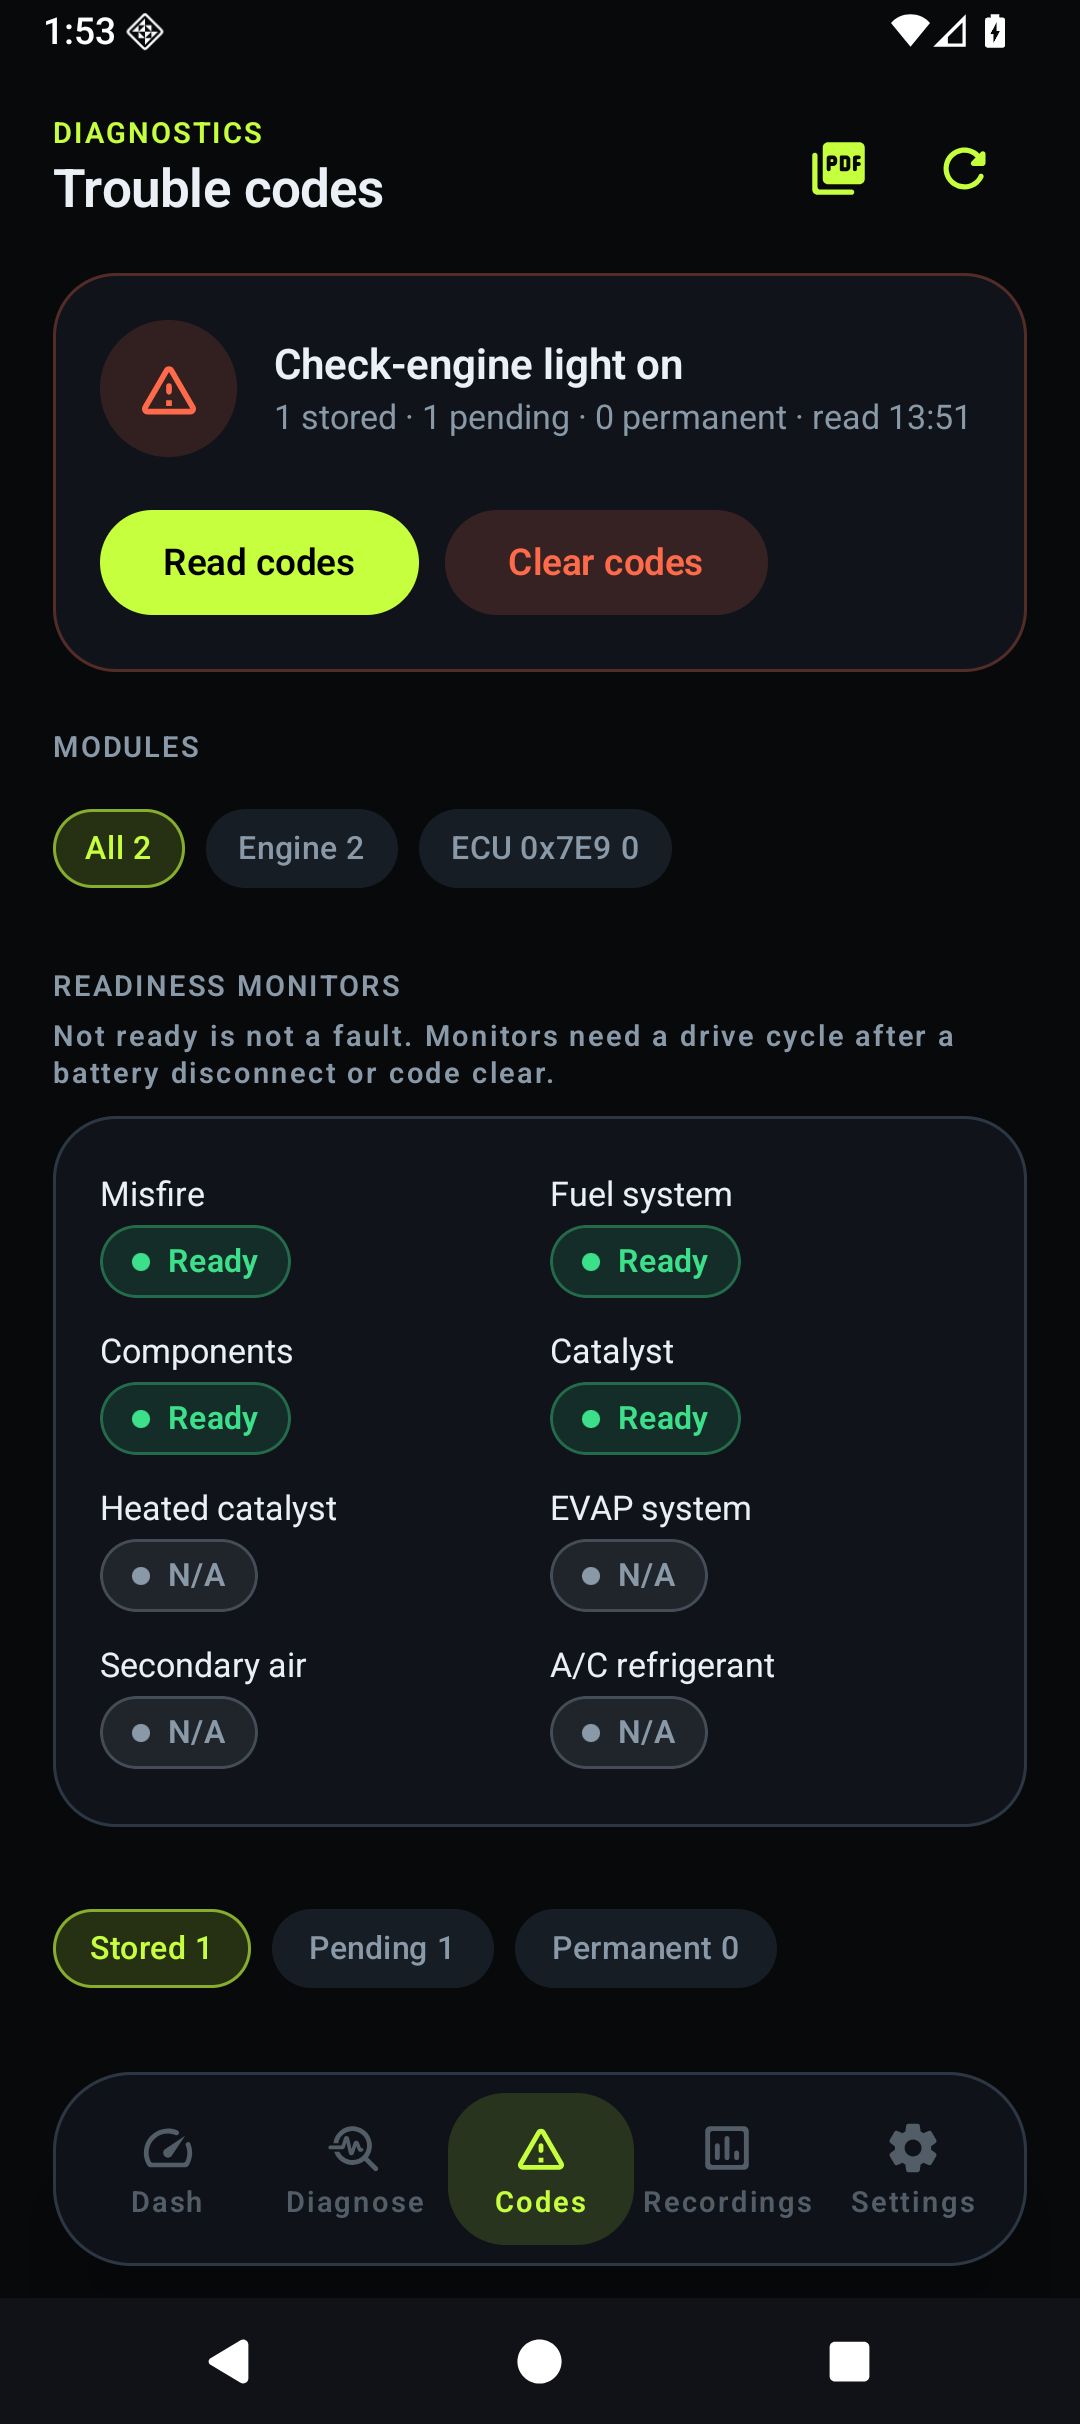 1:53
DIAGNOSTICS
Trouble codes
PDF
Check-engine light on
1 stored · 1 pending · 0 permanent · read 13:51
Read codes
Clear codes
MODULES
All 2
Engine 2
ECU 0x7E9 0
READINESS MONITORS
Not ready is not a fault. Monitors need a drive cycle after a
battery disconnect or code clear.
Misfire
Fuel system
Ready
Ready
Components
Catalyst
Ready
Ready
Heated catalyst
EVAP system
N/A
N/A
Secondary air
A/C refrigerant
N/A
N/A
Stored 1
Pending 1
Permanent 0
Dash
Diagnose
Codes
Recordings
Settings